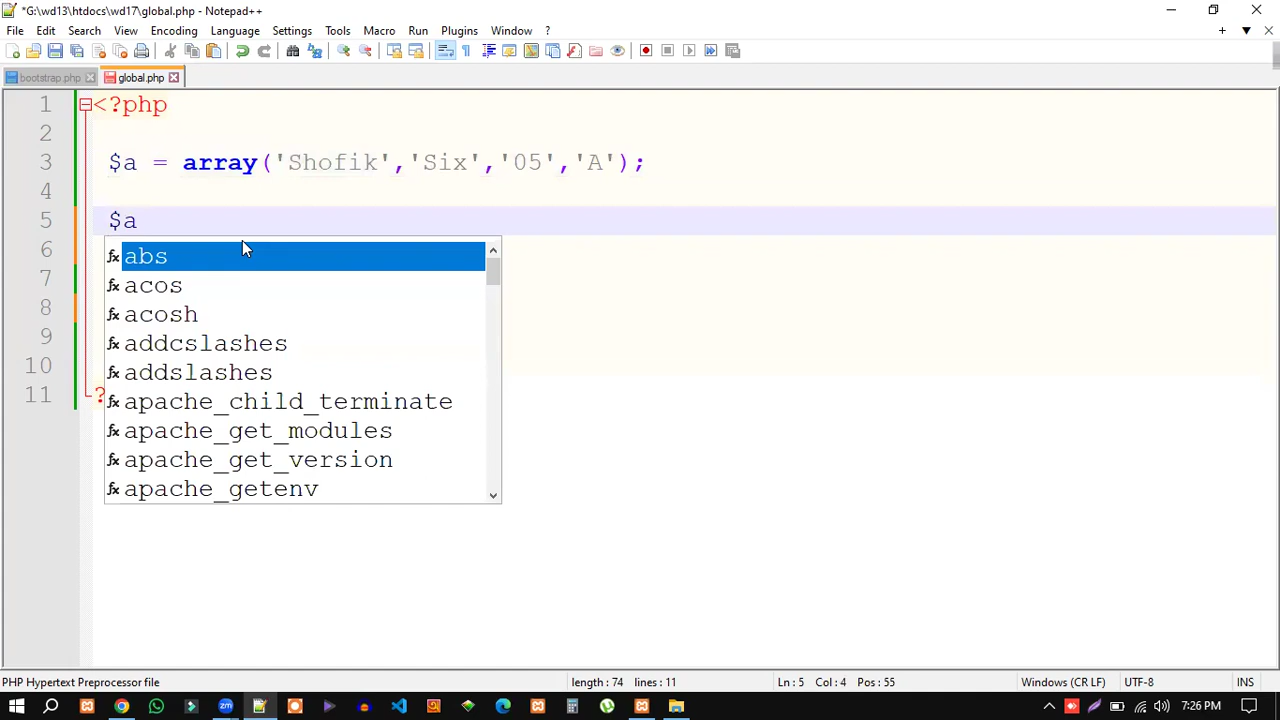 *G:\wd13\htdocs\wd17\global.php - Notepad++
File Edit Search View Encoding Language Settings Tools Macro Run Plugins Window ?
bootstrap.php global.php
1 <?php
2
3 $a = array('Shofik','Six','05','A');
4
5 $a
6 abs
7 acos
8 acosh
9 addcslashes
10 addslashes
11 ? apache_child_terminate
apache_get_modules
apache_get_version
apache_getenv
PHP Hypertext Preprocessor file length : 74 lines : 11 Ln : 5 Col : 4 Pos : 55 Windows (CR LF) UTF-8 INS
zm 7:26 PM